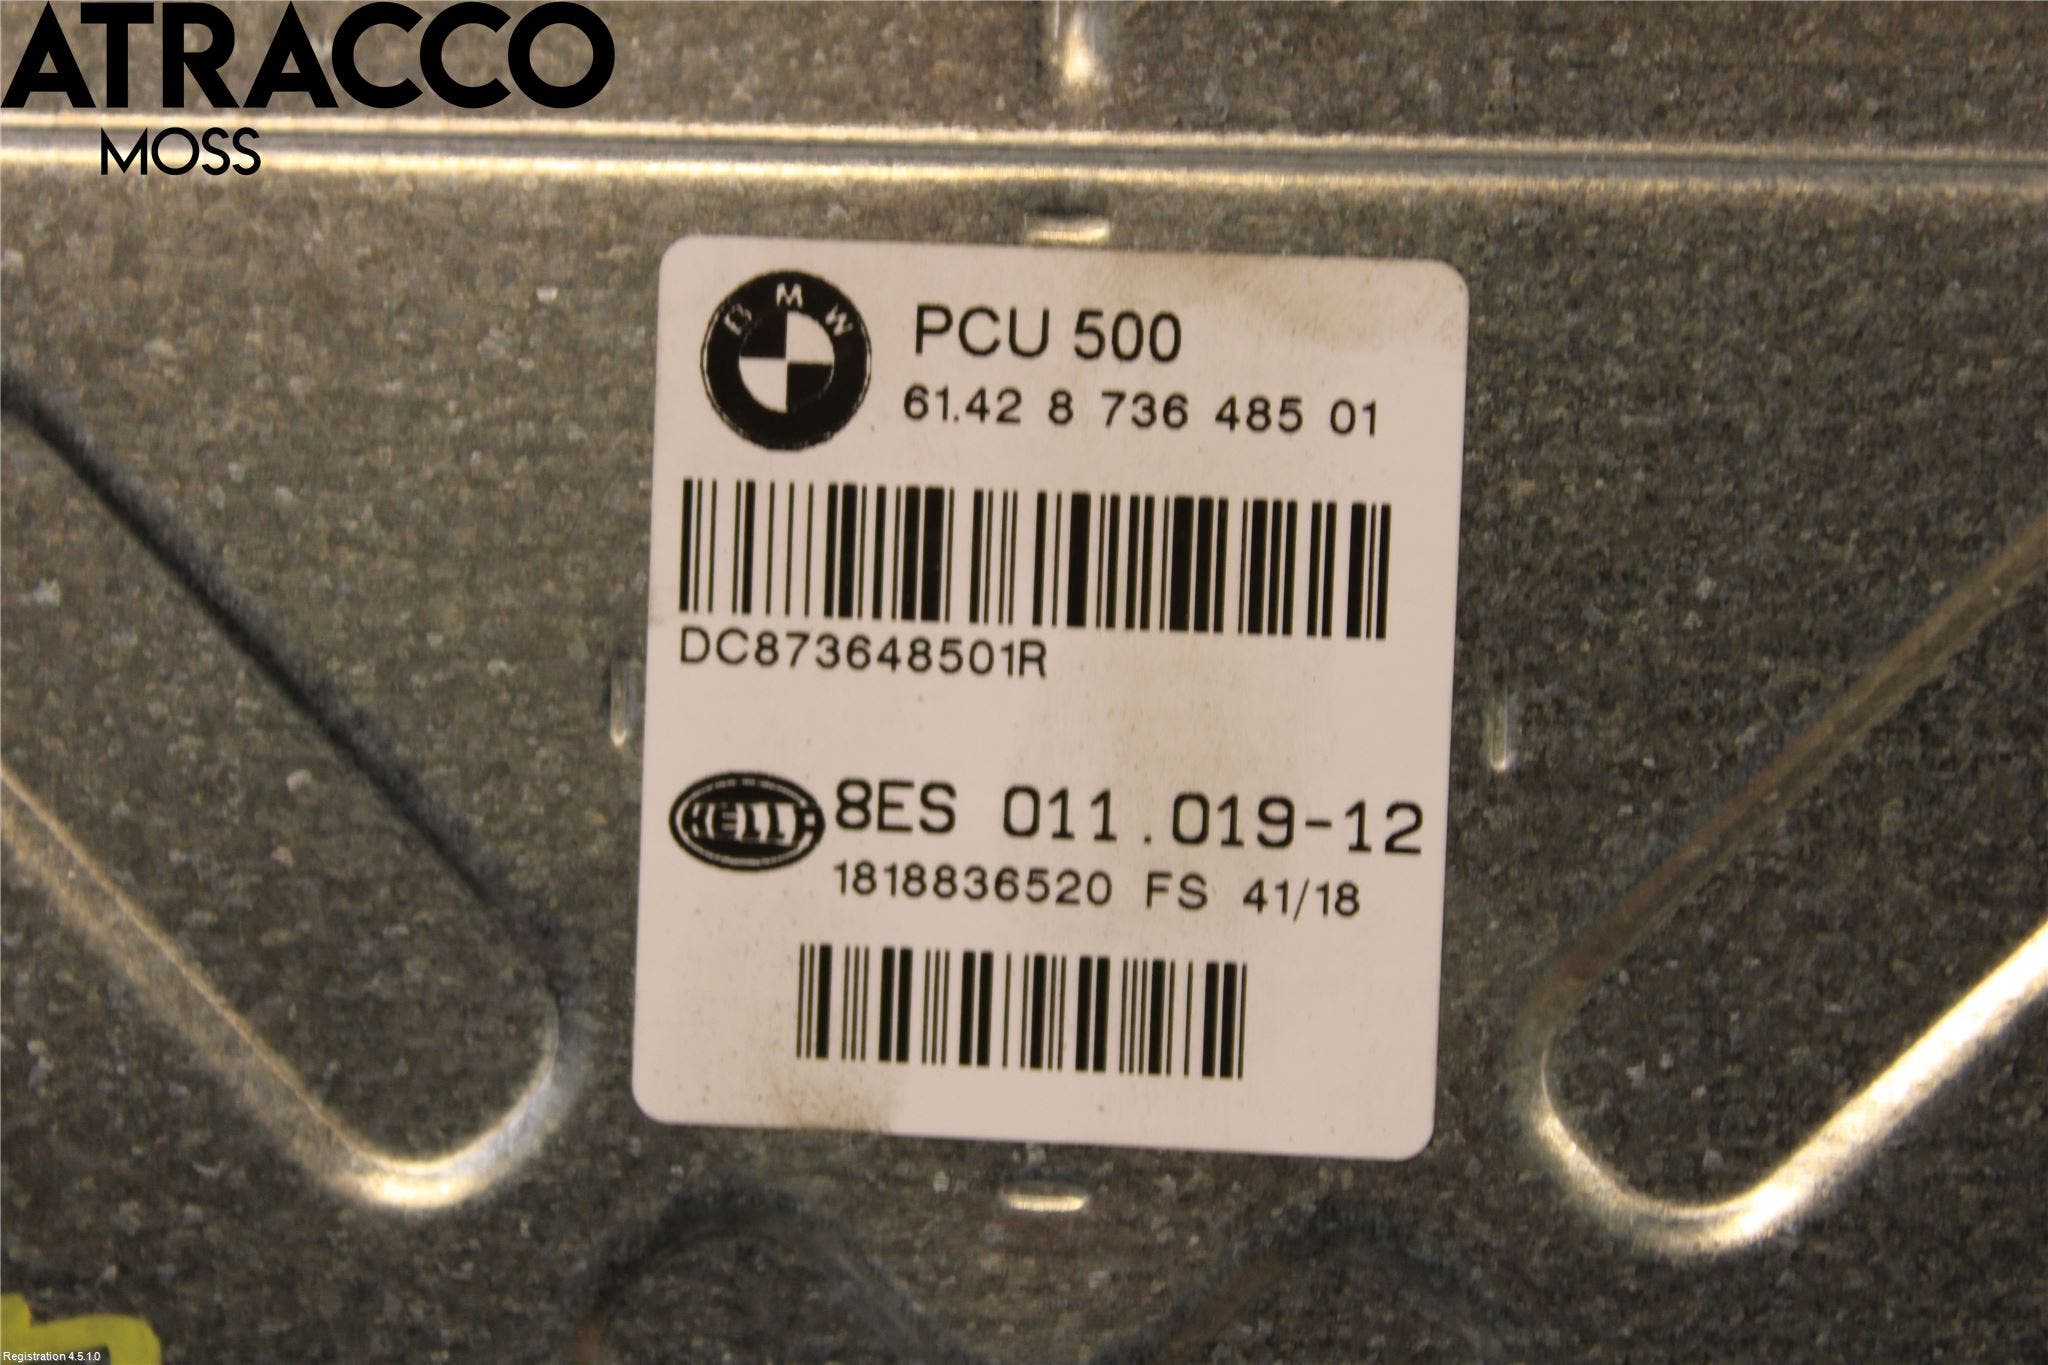 ATRACCO
MOSS
BMW
PCU 500
61.42 8 736 485 01
DC873648501R
HELLA
8ES 011.019-12
1818836520 FS 41/18
Registration 4.5.1.0